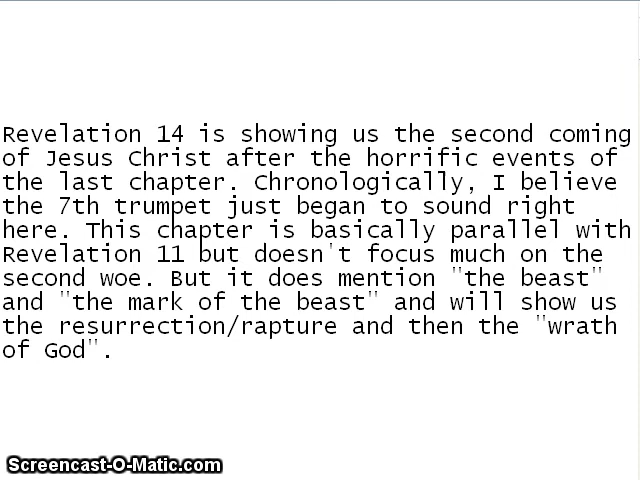 Revelation 14 is showing us the second coming
of Jesus Christ after the horrific events of
the last chapter. Chronologically, I believe
the 7th trumpet just began to sound right
here. This chapter is basically parallel with
Revelation 11 but doesn't focus much on the
second woe. But it does mention "the beast"
and "the mark of the beast" and will show us
the resurrection/rapture and then the "wrath
of God".
Screencast-O-Matic.com